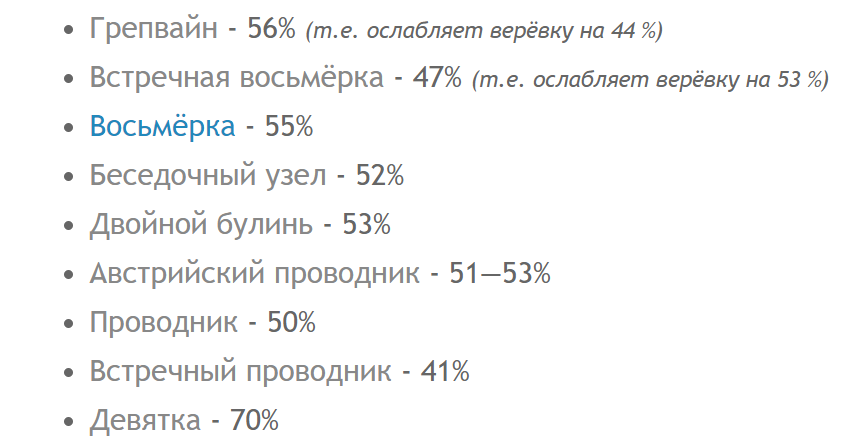 Грепвайн - 56% (т.е. ослабляет верёвку на 44 %)
Встречная восьмёрка - 47% (т.е. ослабляет верёвку на 53 %)
Восьмёрка - 55%
Беседочный узел - 52%
Двойной булинь - 53%
Австрийский проводник - 51—53%
Проводник - 50%
Встречный проводник - 41%
Девятка - 70%